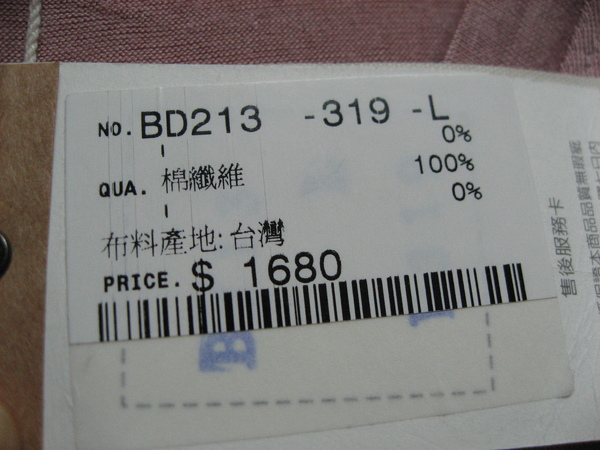 NO. BD213 -319 -L
0%
QUA. 棉纖維 100%
0%
布料產地: 台灣
PRICE. $ 1680
售後服務卡